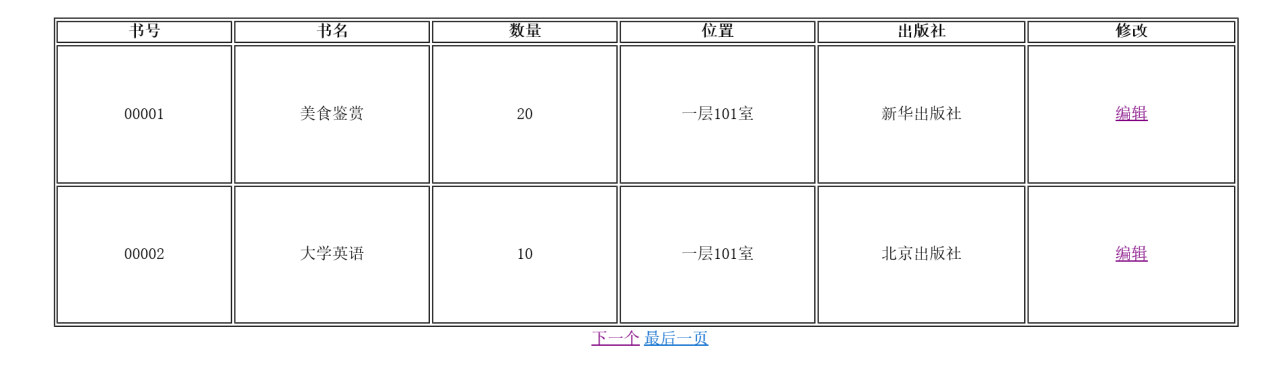 书号 书名 数量 位置 出版社 修改
00001 美食鉴赏 20 一层101室 新华出版社 编辑
00002 大学英语 10 一层101室 北京出版社 编辑
下一个 最后一页